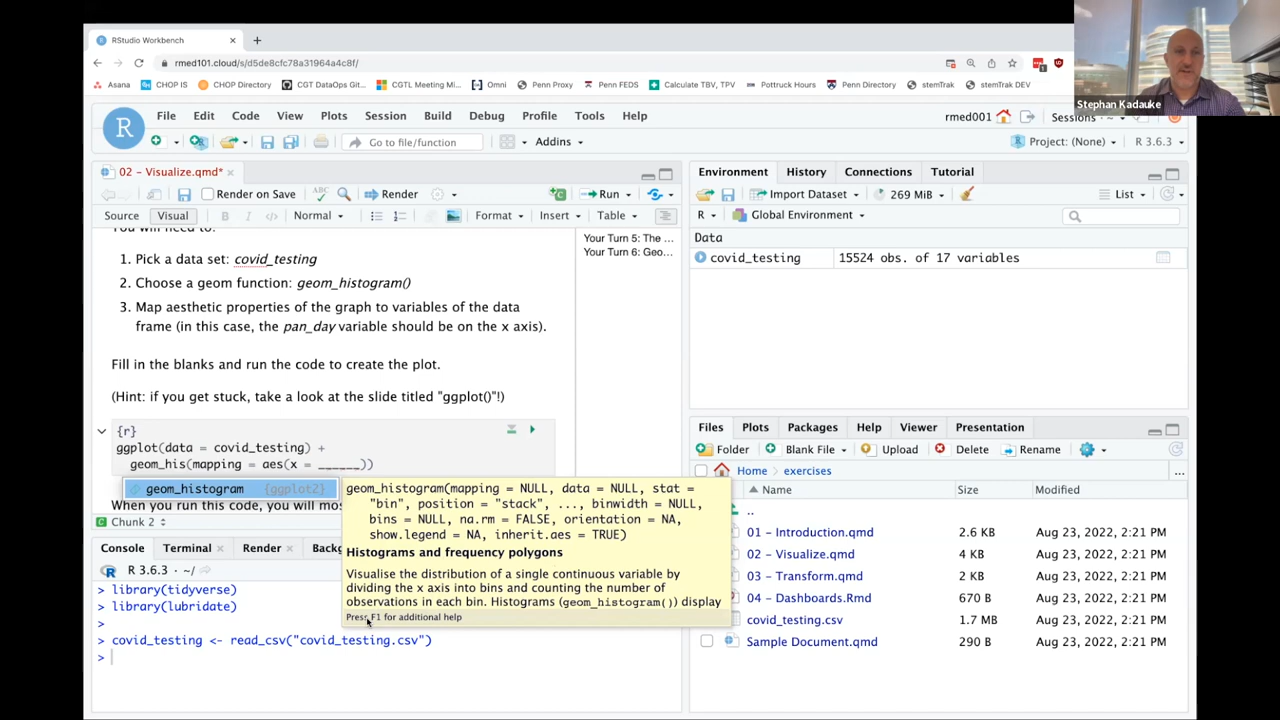 RStudio Workbench
rmed101.cloud/s/d5de8cfc78a31964a4c8f/
Asana
CHOP IS
CHOP Directory
CGT DataOps Git...
CGTL Meeting Mi...
Omni
Penn Proxy
Penn FEDS
Calculate TBV, TPV
Pottruck Hours
Penn Directory
stemTrak
stemTrak DEV
Stephan Kadauke
File Edit Code View Plots Session Build Debug Profile Tools Help
rmed001
Sessions
Go to file/function
Addins
Project: (None)
R 3.6.3
02 - Visualize.qmd*
Render on Save
ABC
Render
Run
Source Visual B I </> Normal Format Insert Table
You will need to:
1. Pick a data set: covid_testing
2. Choose a geom function: geom_histogram()
3. Map aesthetic properties of the graph to variables of the data
frame (in this case, the pan_day variable should be on the x axis).
Fill in the blanks and run the code to create the plot.
(Hint: if you get stuck, take a look at the slide titled "ggplot()"!)
{r}
ggplot(data = covid_testing) +
geom_his(mapping = aes(x = ______))
geom_histogram {ggplot2}
When you run this code, you will mos
Chunk 2
Your Turn 5: The ...
Your Turn 6: Geo...
geom_histogram(mapping = NULL, data = NULL, stat =
"bin", position = "stack", ..., binwidth = NULL,
bins = NULL, na.rm = FALSE, orientation = NA,
show.legend = NA, inherit.aes = TRUE)
Histograms and frequency polygons
Visualise the distribution of a single continuous variable by
dividing the x axis into bins and counting the number of
observations in each bin. Histograms (geom_histogram()) display
Press F1 for additional help
Console Terminal Render Backg
R 3.6.3 · ~/
> library(tidyverse)
> library(lubridate)
>
> covid_testing <- read_csv("covid_testing.csv")
>
Environment History Connections Tutorial
Import Dataset
269 MiB
List
R
Global Environment
Data
covid_testing 15524 obs. of 17 variables
Files Plots Packages Help Viewer Presentation
Folder Blank File Upload Delete Rename
Home exercises ...
Name Size Modified
..
01 - Introduction.qmd 2.6 KB Aug 23, 2022, 2:21 PM
02 - Visualize.qmd 4 KB Aug 23, 2022, 2:21 PM
03 - Transform.qmd 2 KB Aug 23, 2022, 2:21 PM
04 - Dashboards.Rmd 670 B Aug 23, 2022, 2:21 PM
covid_testing.csv 1.7 MB Aug 23, 2022, 2:21 PM
Sample Document.qmd 290 B Aug 23, 2022, 2:21 PM